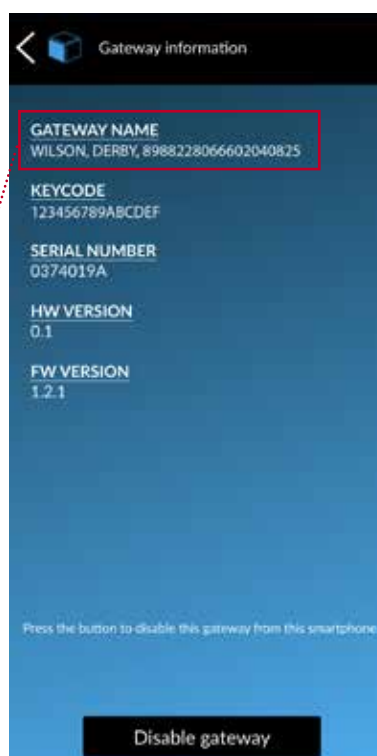 Gateway information
GATEWAY NAME
WILSON, DERBY, 8988228066602040825
KEYCODE
123456789ABCDEF
SERIAL NUMBER
0374019A
HW VERSION
0.1
FW VERSION
1.2.1
Press the button to disable this gateway from this smartphone
Disable gateway